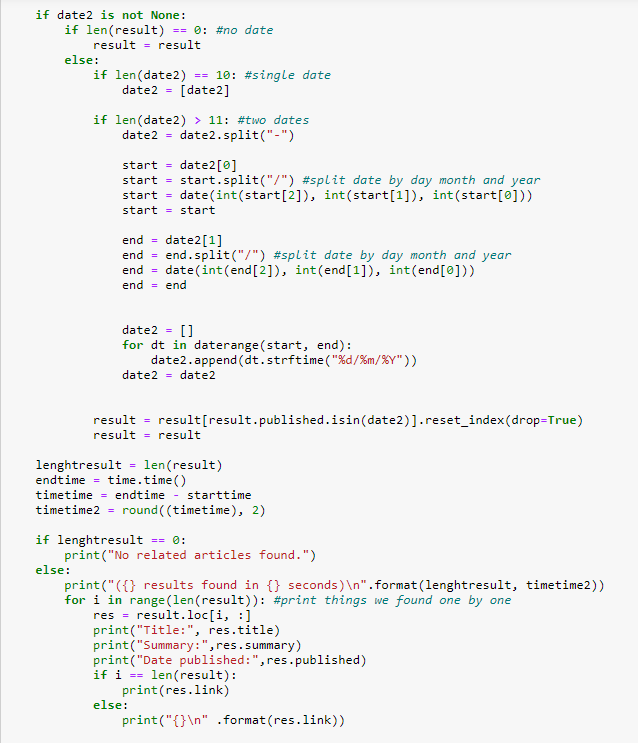 if date2 is not None:
    if len(result) == 0: #no date
        result = result
    else:
        if len(date2) == 10: #single date
            date2 = [date2]

        if len(date2) > 11: #two dates
            date2 = date2.split("-")

            start = date2[0]
            start = start.split("/") #split date by day month and year
            start = date(int(start[2]), int(start[1]), int(start[0]))
            start = start

            end = date2[1]
            end = end.split("/") #split date by day month and year
            end = date(int(end[2]), int(end[1]), int(end[0]))
            end = end


            date2 = []
            for dt in daterange(start, end):
                date2.append(dt.strftime("%d/%m/%Y"))
            date2 = date2


        result = result[result.published.isin(date2)].reset_index(drop=True)
        result = result

lenghtresult = len(result)
endtime = time.time()
timetime = endtime - starttime
timetime2 = round((timetime), 2)

if lenghtresult == 0:
    print("No related articles found.")
else:
    print("({} results found in {} seconds)\n".format(lenghtresult, timetime2))
    for i in range(len(result)): #print things we found one by one
        res = result.loc[i, :]
        print("Title:", res.title)
        print("Summary:",res.summary)
        print("Date published:",res.published)
        if i == len(result):
            print(res.link)
        else:
            print("{}\n" .format(res.link))